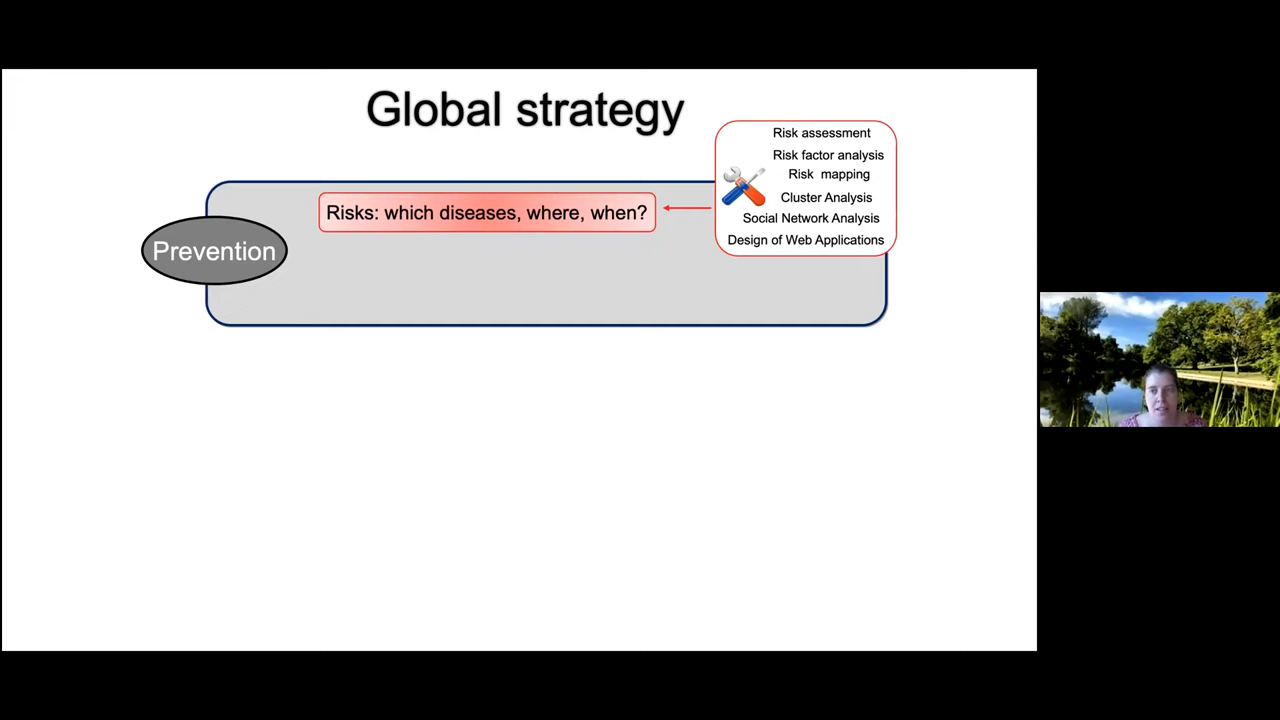 Global strategy
Risk assessment
Risk factor analysis
Risk mapping
Cluster Analysis
Social Network Analysis
Design of Web Applications
Risks: which diseases, where, when?
Prevention